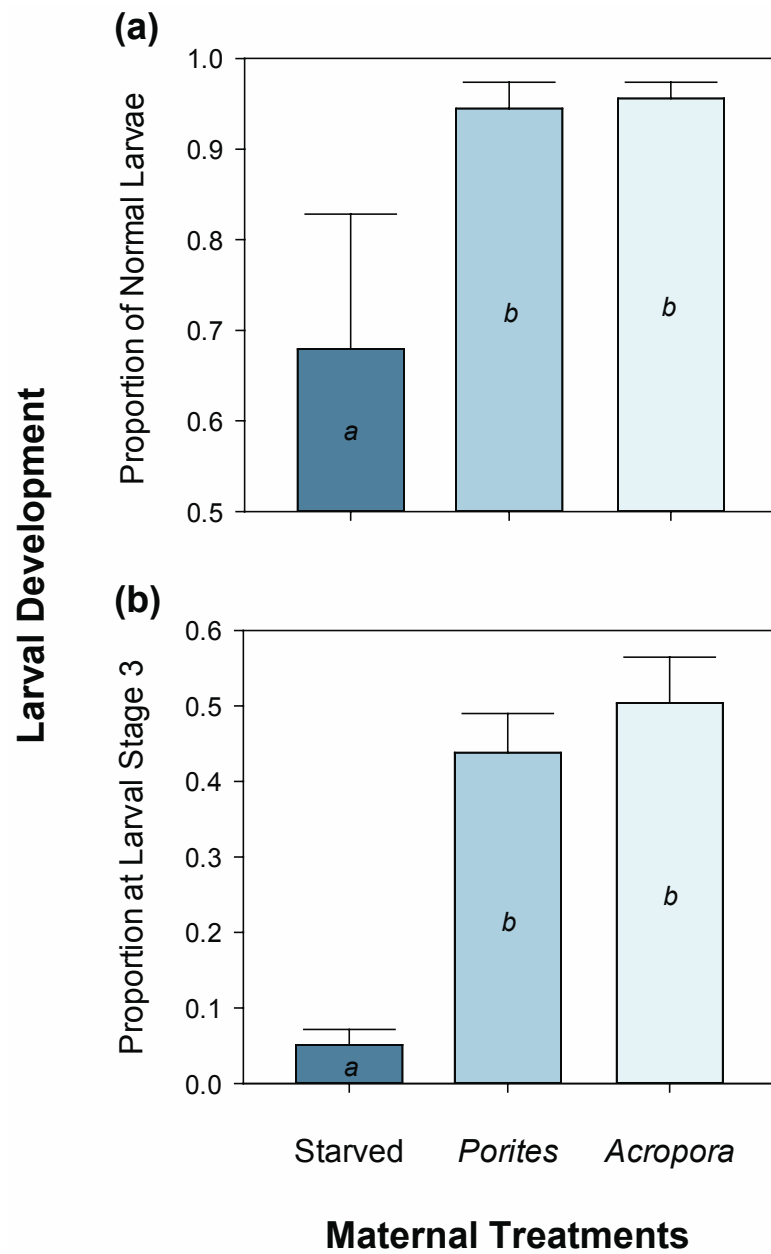 Larval Development
(a)
Proportion of Normal Larvae
1.0
0.9
0.8
0.7
0.6
0.5
a
b
b
(b)
Proportion at Larval Stage 3
0.6
0.5
0.4
0.3
0.2
0.1
0.0
a
b
b
Starved Porites Acropora
Maternal Treatments